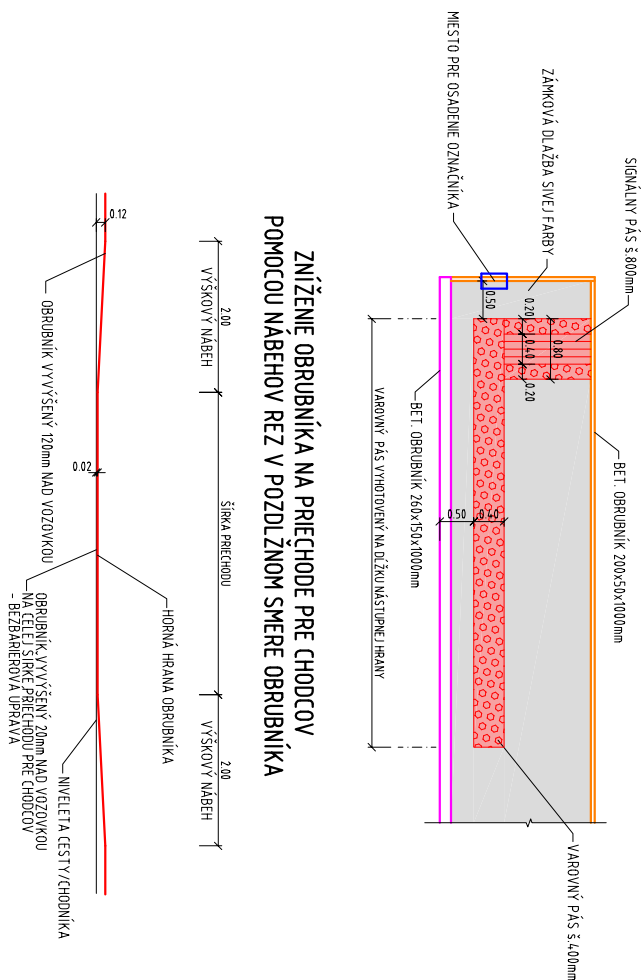 SIGNÁLNY PÁS š.800mm
ZÁMKOVÁ DLAŽBA SIVEJ FARBY
MIESTO PRE OSADENIE OZNAČNÍKA
BET. OBRUBNÍK 200x50x1000mm
0.20
0.80
0.40
0.20
0.50
BET. OBRUBNÍK 260x150x1000mm
0.50
0.40
VAROVNÝ PÁS VYHOTOVENÝ NA DĹŽKU NÁSTUPNEJ HRANY
VAROVNÝ PÁS š.400mm
ZNÍŽENIE OBRUBNÍKA NA PRIECHODE PRE CHODCOV
POMOCOU NÁBEHOV REZ V POZDĹŽNOM SMERE OBRUBNÍKA
2.00
VÝŠKOVÝ NÁBEH
ŠÍRKA PRIECHODU
2.00
VÝŠKOVÝ NÁBEH
0.12
0.02
OBRUBNÍK VYVÝŠENÝ 120mm NAD VOZOVKOU
HORNÁ HRANA OBRUBNÍKA
OBRUBNÍK VYVÝŠENÝ 20mm NAD VOZOVKOU
NA CELEJ ŠÍRKE PRIECHODU PRE CHODCOV
- BEZBARIÉROVÁ ÚPRAVA
NIVELETA CESTY/CHODNÍKA